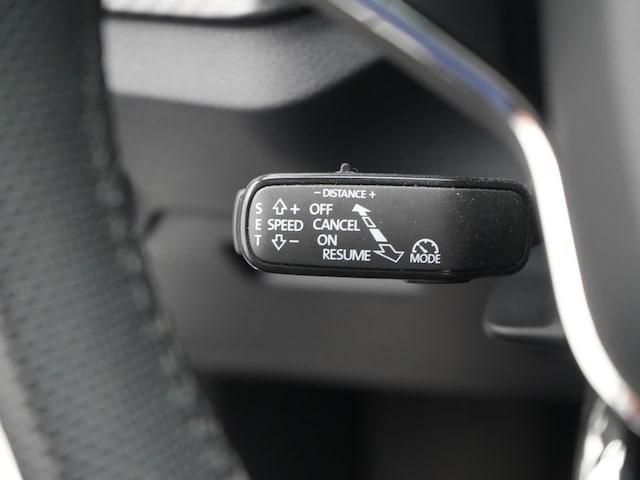 − DISTANCE +
S + OFF
E SPEED CANCEL
T − ON
RESUME MODE